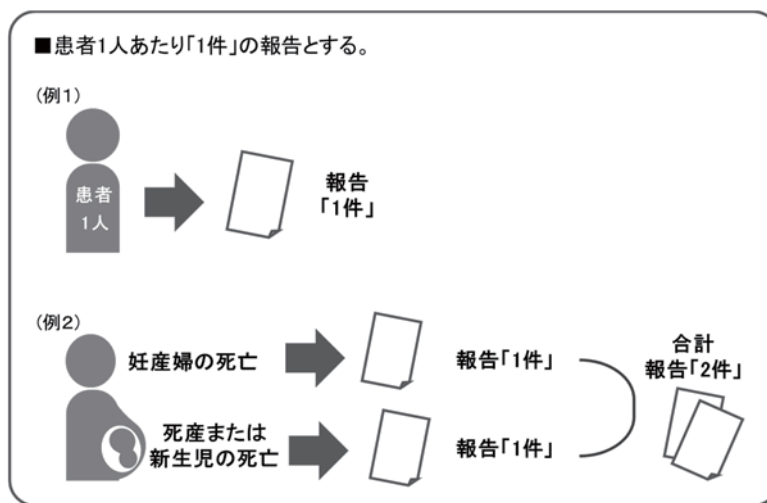 ■患者1人あたり「1件」の報告とする。
(例1)
患者
1人
報告
「1件」
(例2)
妊産婦の死亡
報告「1件」
死産または
新生児の死亡
報告「1件」
合計
報告「2件」